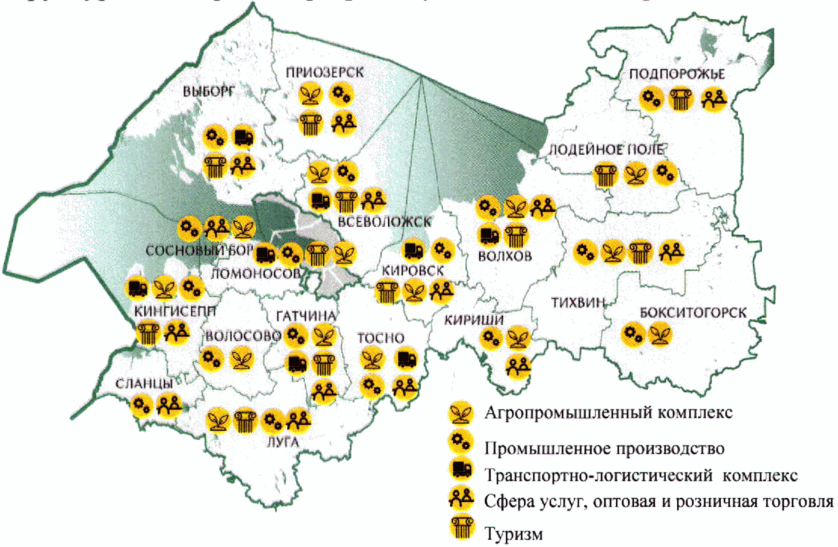 ПРИОЗЕРСК
ПОДПОРОЖЬЕ
ВЫБОРГ
ЛОДЕЙНОЕ ПОЛЕ
ВСЕВОЛОЖСК
СОСНОВЫЙ БОР
ВОЛХОВ
ЛОМОНОСОВ
КИРОВСК
ТИХВИН
БОКСИТОГОРСК
КИНГИСЕПП
ГАТЧИНА
КИРИШИ
ВОЛОСОВО
ТОСНО
СЛАНЦЫ
ЛУГА
Агропромышленный комплекс
Промышленное производство
Транспортно-логистический комплекс
Сфера услуг, оптовая и розничная торговля
Туризм